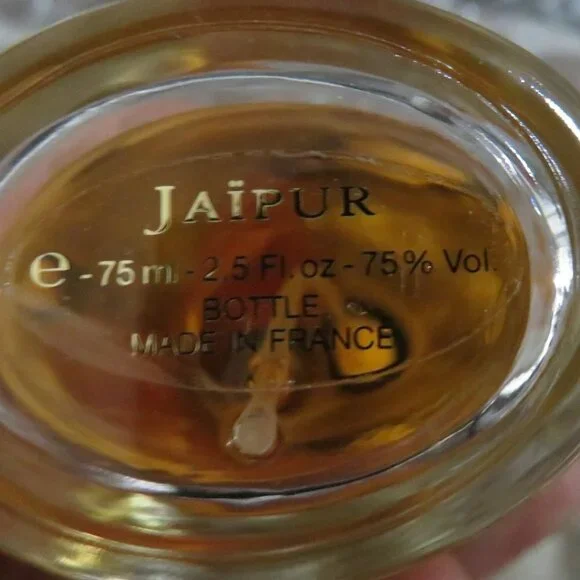 JAÏPUR
℮ - 75 ml - 2.5 Fl. oz - 75% Vol.
BOTTLE
MADE IN FRANCE